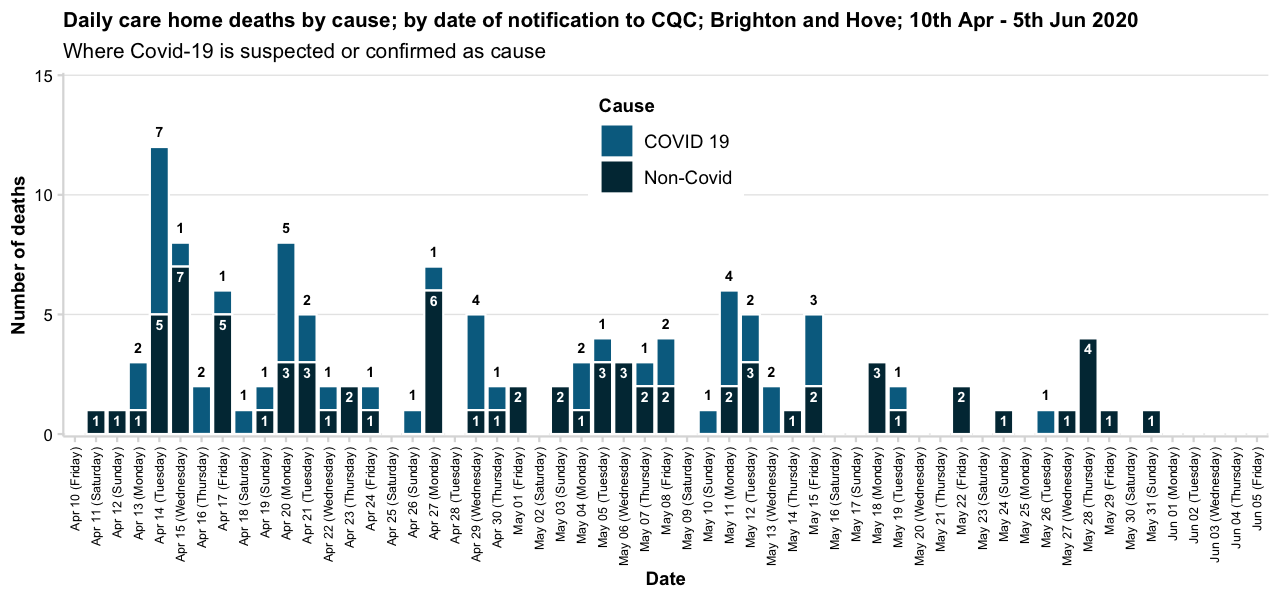 Daily care home deaths by cause; by date of notification to CQC; Brighton and Hove; 10th Apr - 5th Jun 2020
Where Covid-19 is suspected or confirmed as cause
Number of deaths
15
10
5
0
Cause
COVID 19
Non-Covid
7
1
2
1
5
2
1
1
1
5
2
1
1
1
1
4
1
2
1
1
2
1
4
2
2
3
1
1
1
1
1
5
7
5
1
3
3
1
2
1
6
1
1
2
2
1
3
3
2
2
2
3
1
2
3
1
2
1
1
4
1
1
Apr 10 (Friday)
Apr 11 (Saturday)
Apr 12 (Sunday)
Apr 13 (Monday)
Apr 14 (Tuesday)
Apr 15 (Wednesday)
Apr 16 (Thursday)
Apr 17 (Friday)
Apr 18 (Saturday)
Apr 19 (Sunday)
Apr 20 (Monday)
Apr 21 (Tuesday)
Apr 22 (Wednesday)
Apr 23 (Thursday)
Apr 24 (Friday)
Apr 25 (Saturday)
Apr 26 (Sunday)
Apr 27 (Monday)
Apr 28 (Tuesday)
Apr 29 (Wednesday)
Apr 30 (Thursday)
May 01 (Friday)
May 02 (Saturday)
May 03 (Sunday)
May 04 (Monday)
May 05 (Tuesday)
May 06 (Wednesday)
May 07 (Thursday)
May 08 (Friday)
May 09 (Saturday)
May 10 (Sunday)
May 11 (Monday)
May 12 (Tuesday)
May 13 (Wednesday)
May 14 (Thursday)
May 15 (Friday)
May 16 (Saturday)
May 17 (Sunday)
May 18 (Monday)
May 19 (Tuesday)
May 20 (Wednesday)
May 21 (Thursday)
May 22 (Friday)
May 23 (Saturday)
May 24 (Sunday)
May 25 (Monday)
May 26 (Tuesday)
May 27 (Wednesday)
May 28 (Thursday)
May 29 (Friday)
May 30 (Saturday)
May 31 (Sunday)
Jun 01 (Monday)
Jun 02 (Tuesday)
Jun 03 (Wednesday)
Jun 04 (Thursday)
Jun 05 (Friday)
Date